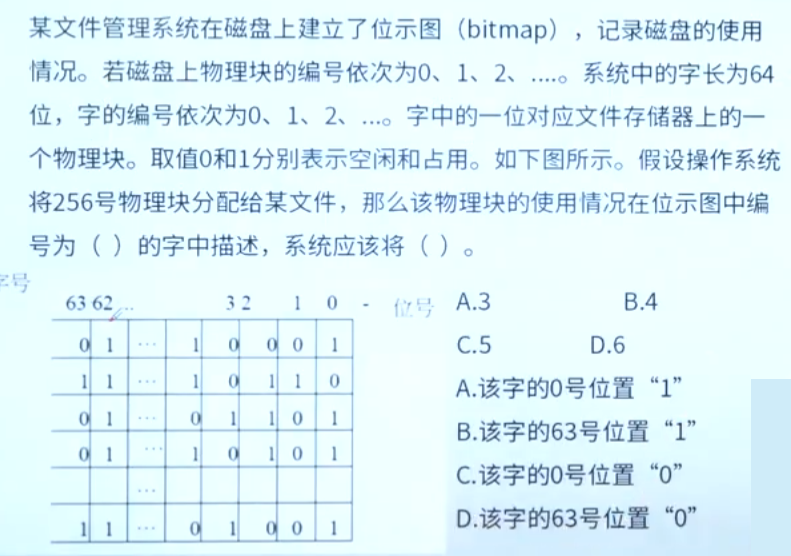 某文件管理系统在磁盘上建立了位示图（bitmap），记录磁盘的使用
情况。若磁盘上物理块的编号依次为0、1、2、....。系统中的字长为64
位，字的编号依次为0、1、2、...。字中的一位对应文件存储器上的一
个物理块。取值0和1分别表示空闲和占用。如下图所示。假设操作系统
将256号物理块分配给某文件，那么该物理块的使用情况在位示图中编
号为（ ）的字中描述，系统应该将（ ）。
字号
63 62 ... 3 2 1 0 - 位号
0 1 ... 1 0 0 0 1
1 1 ... 1 0 1 1 0
0 1 ... 0 1 1 0 1
0 1 ... 1 0 1 0 1
...
1 1 ... 0 1 0 0 1
A.3 B.4
C.5 D.6
A.该字的0号位置“1”
B.该字的63号位置“1”
C.该字的0号位置“0”
D.该字的63号位置“0”